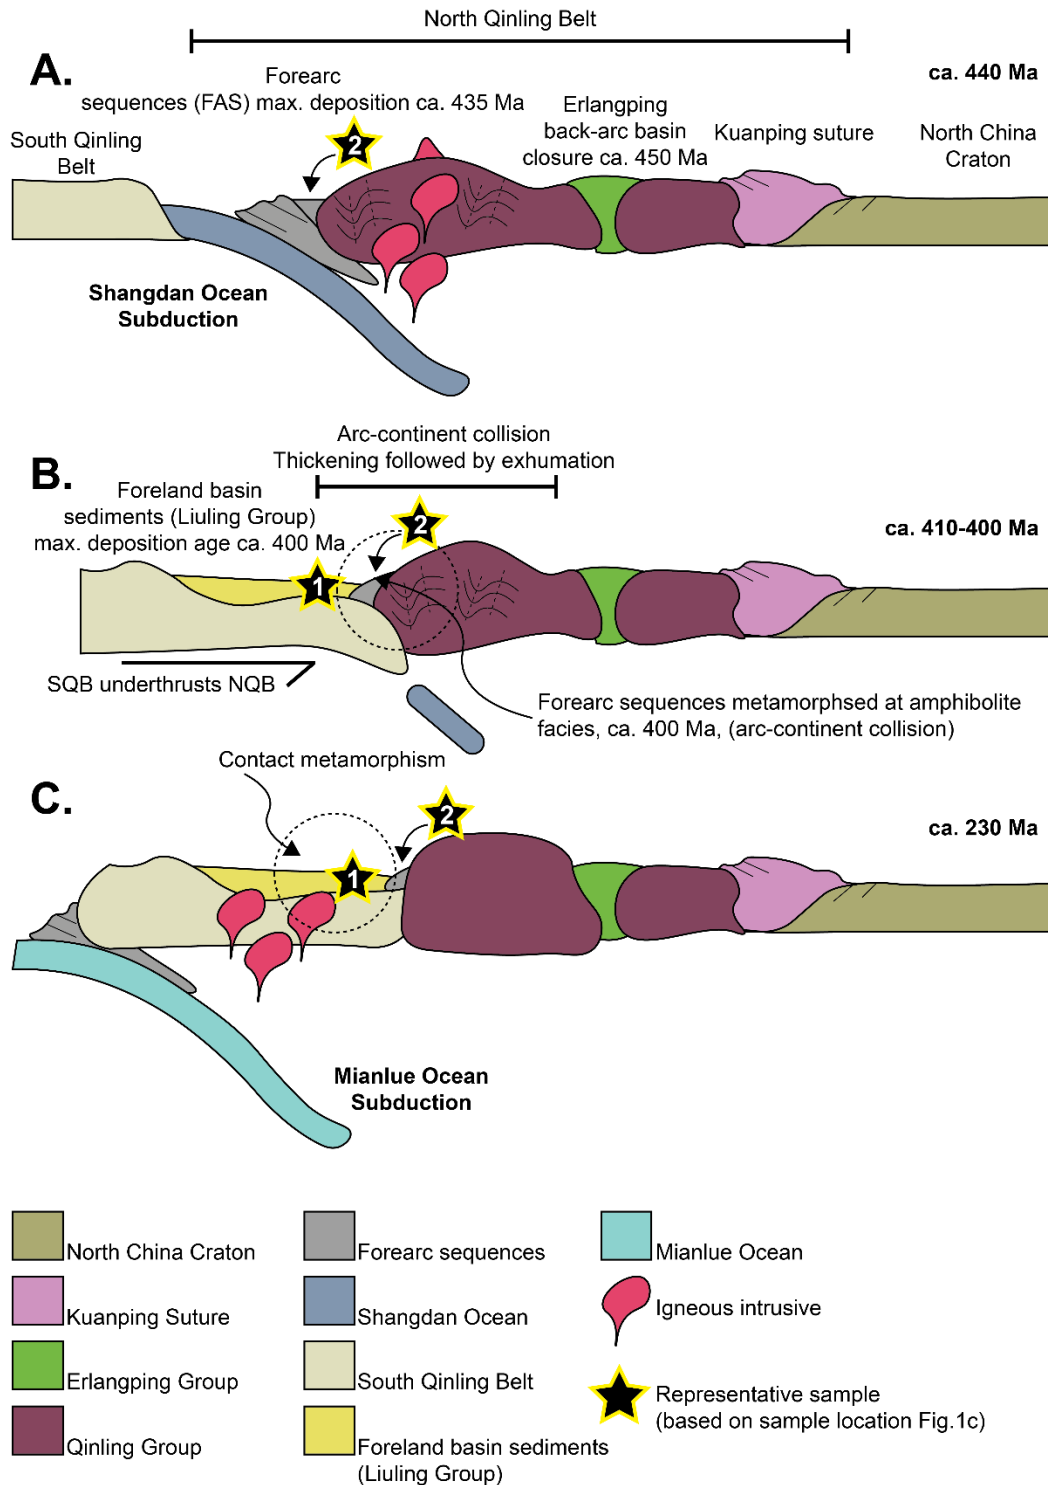 North Qinling Belt
A.
ca. 440 Ma
Forearc
sequences (FAS) max. deposition ca. 435 Ma
2
South Qinling
Belt
Erlangping
back-arc basin
closure ca. 450 Ma
Kuanping suture
North China
Craton
Shangdan Ocean
Subduction
Arc-continent collision
Thickening followed by exhumation
B.
ca. 410-400 Ma
Foreland basin
sediments (Liuling Group)
max. deposition age ca. 400 Ma
2
1
SQB underthrusts NQB
Forearc sequences metamorphsed at amphibolite
facies, ca. 400 Ma, (arc-continent collision)
Contact metamorphism
C.
ca. 230 Ma
2
1
Mianlue Ocean
Subduction
North China Craton
Kuanping Suture
Erlangping Group
Qinling Group
Forearc sequences
Shangdan Ocean
South Qinling Belt
Foreland basin sediments
(Liuling Group)
Mianlue Ocean
Igneous intrusive
Representative sample
(based on sample location Fig.1c)